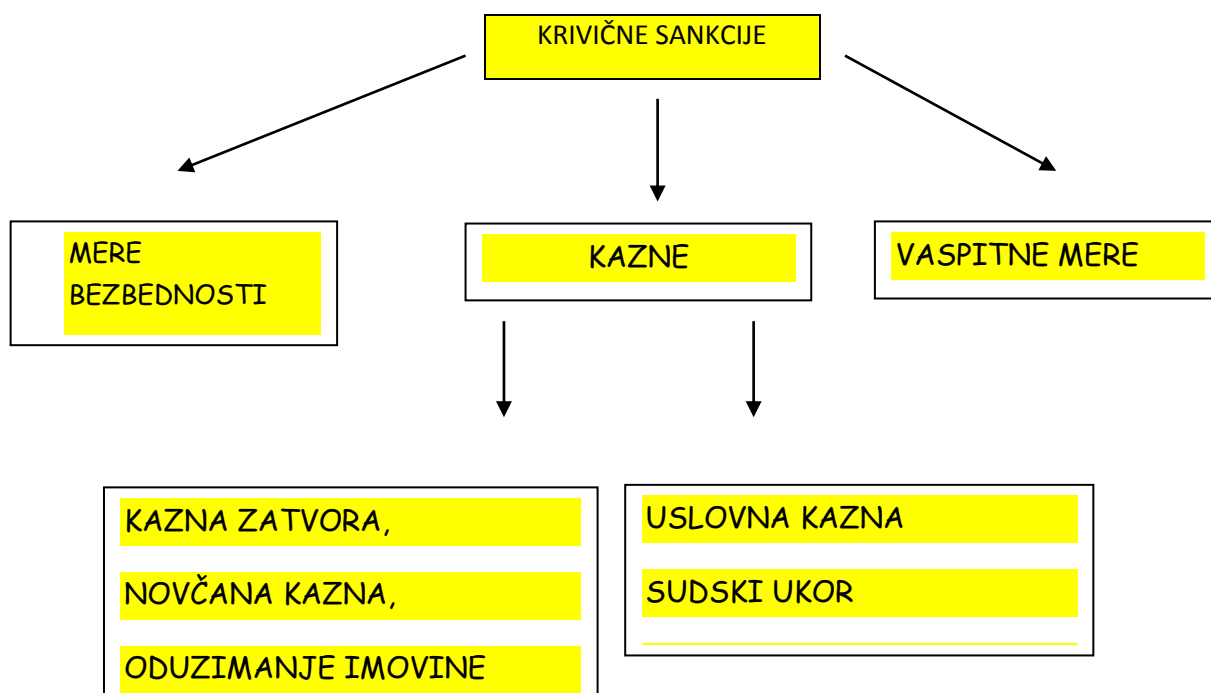 KRIVIČNE SANKCIJE
MERE
BEZBEDNOSTI
KAZNE
VASPITNE MERE
KAZNA ZATVORA,
NOVČANA KAZNA,
ODUZIMANJE IMOVINE
USLOVNA KAZNA
SUDSKI UKOR